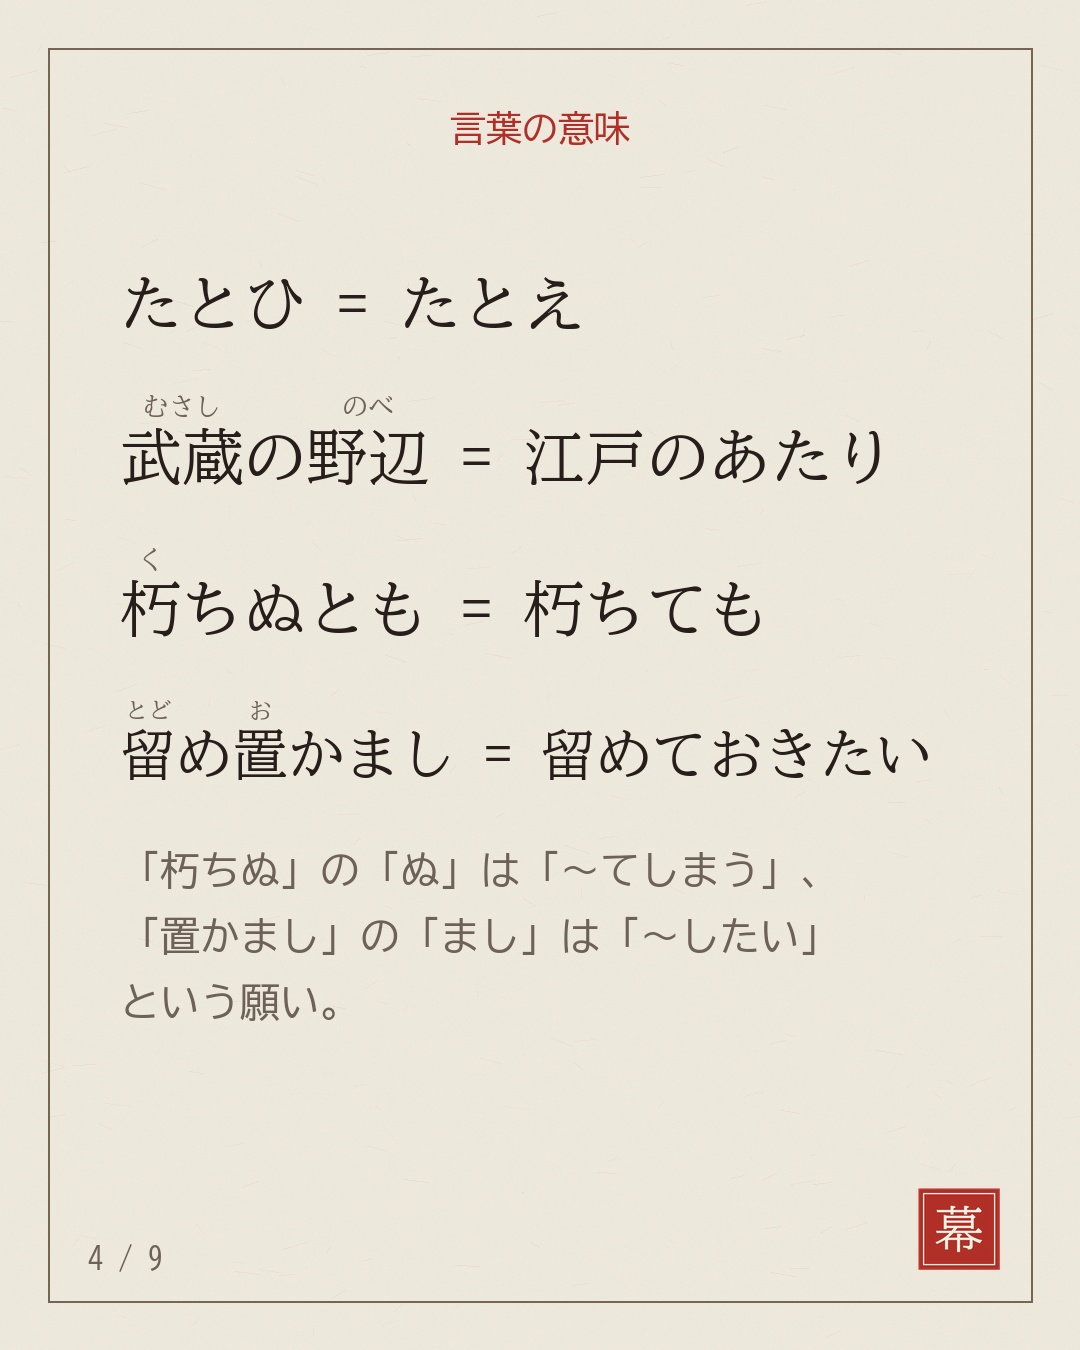 言葉の意味
たとひ = たとえ
むさし のべ
武蔵の野辺 = 江戸のあたり
く
朽ちぬとも = 朽ちても
とど お
留め置かまし = 留めておきたい
「朽ちぬ」の「ぬ」は「〜てしまう」、
「置かまし」の「まし」は「〜したい」
という願い。
幕
4 / 9